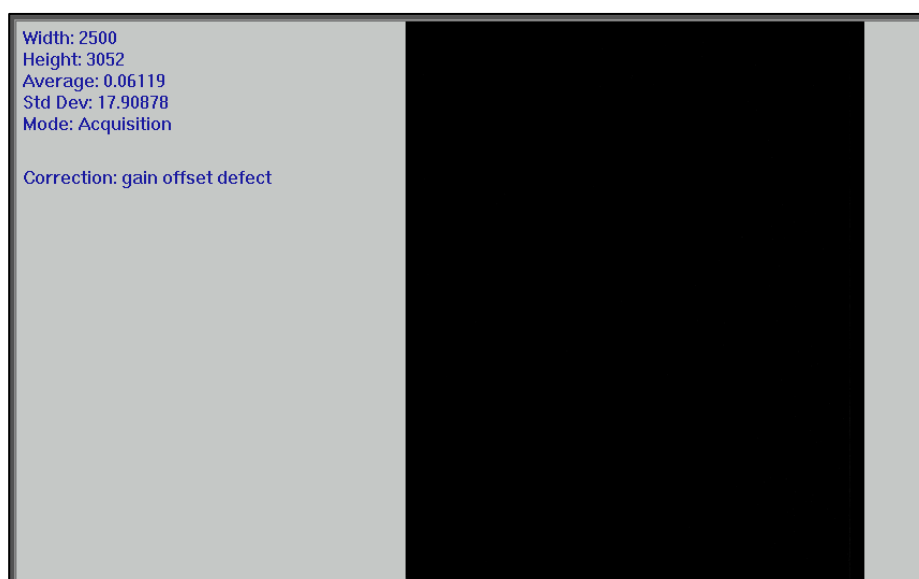 Width: 2500
Height: 3052
Average: 0.06119
Std Dev: 17.90878
Mode: Acquisition
Correction: gain offset defect